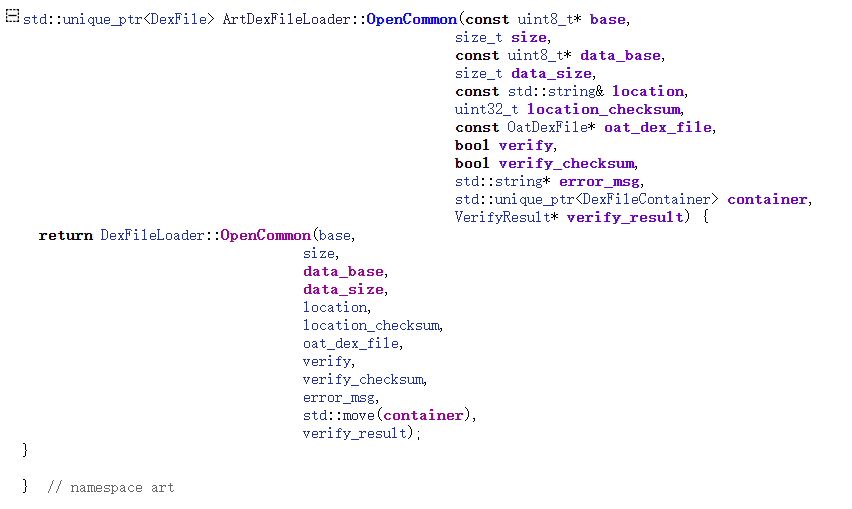 std::unique_ptr<DexFile> ArtDexFileLoader::OpenCommon(const uint8_t* base,
size_t size,
const uint8_t* data_base,
size_t data_size,
const std::string& location,
uint32_t location_checksum,
const OatDexFile* oat_dex_file,
bool verify,
bool verify_checksum,
std::string* error_msg,
std::unique_ptr<DexFileContainer> container,
VerifyResult* verify_result) {
return DexFileLoader::OpenCommon(base,
size,
data_base,
data_size,
location,
location_checksum,
oat_dex_file,
verify,
verify_checksum,
error_msg,
std::move(container),
verify_result);
}
}  // namespace art